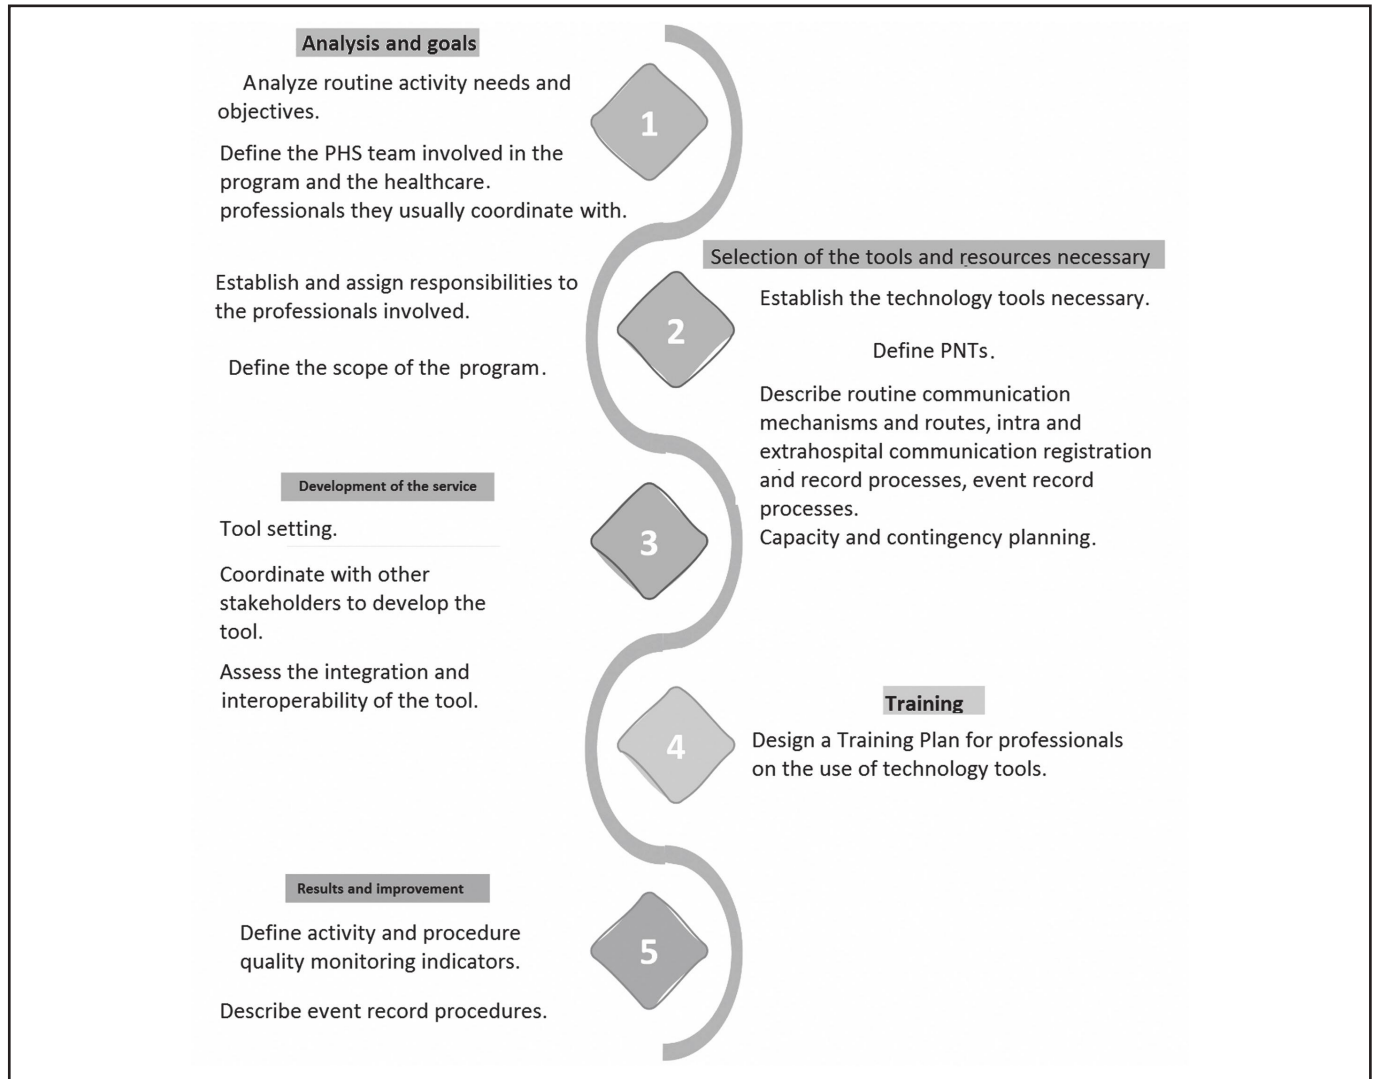 Analysis and goals
Analyze routine activity needs and
objectives.
1
Define the PHS team involved in the
program and the healthcare.
professionals they usually coordinate with.
Establish and assign responsibilities to
the professionals involved.
Define the scope of the program.
Selection of the tools and resources necessary
2
Establish the technology tools necessary.
Define PNTs.
Describe routine communication
mechanisms and routes, intra and
extrahospital communication registration
and record processes, event record
processes.
Capacity and contingency planning.
Development of the service
3
Tool setting.
Coordinate with other
stakeholders to develop the
tool.
Assess the integration and
interoperability of the tool.
Training
4
Design a Training Plan for professionals
on the use of technology tools.
Results and improvement
5
Define activity and procedure
quality monitoring indicators.
Describe event record procedures.